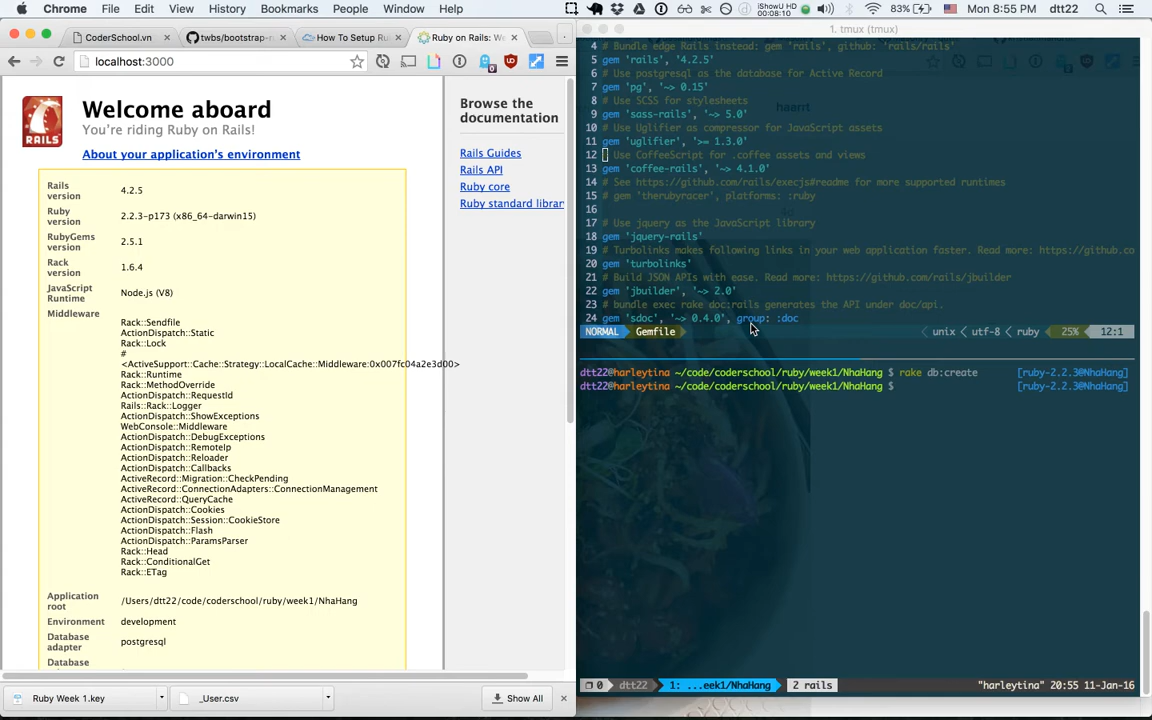 Chrome File Edit View History Bookmarks People Window Help
iShowU HD
00:08:10
83% Mon 8:55 PM dtt22
CoderSchool.vn
twbs/bootstrap-r
How To Setup Ru
Ruby on Rails: We
localhost:3000
Welcome aboard
You're riding Ruby on Rails!
About your application's environment
Rails version 4.2.5
Ruby version 2.2.3-p173 (x86_64-darwin15)
RubyGems version 2.5.1
Rack version 1.6.4
JavaScript Runtime Node.js (V8)
Middleware
Rack::Sendfile
ActionDispatch::Static
Rack::Lock
#
<ActiveSupport::Cache::Strategy::LocalCache::Middleware:0x007fc04a2e3d00>
Rack::Runtime
Rack::MethodOverride
ActionDispatch::RequestId
Rails::Rack::Logger
ActionDispatch::ShowExceptions
WebConsole::Middleware
ActionDispatch::DebugExceptions
ActionDispatch::RemoteIp
ActionDispatch::Reloader
ActionDispatch::Callbacks
ActiveRecord::Migration::CheckPending
ActiveRecord::ConnectionAdapters::ConnectionManagement
ActiveRecord::QueryCache
ActionDispatch::Cookies
ActionDispatch::Session::CookieStore
ActionDispatch::Flash
ActionDispatch::ParamsParser
Rack::Head
Rack::ConditionalGet
Rack::ETag
Application root /Users/dtt22/code/coderschool/ruby/week1/NhaHang
Environment development
Database adapter postgresql
Database
Browse the
documentation
Rails Guides
Rails API
Ruby core
Ruby standard librar
Ruby Week 1.key
_User.csv
Show All
1. tmux (tmux)
4 # Bundle edge Rails instead: gem 'rails', github: 'rails/rails'
5 gem 'rails', '4.2.5'
6 # Use postgresql as the database for Active Record
7 gem 'pg', '~> 0.15'
8 # Use SCSS for stylesheets
9 gem 'sass-rails', '~> 5.0'
10 # Use Uglifier as compressor for JavaScript assets
11 gem 'uglifier', '>= 1.3.0'
12 # Use CoffeeScript for .coffee assets and views
13 gem 'coffee-rails', '~> 4.1.0'
14 # See https://github.com/rails/execjs#readme for more supported runtimes
15 # gem 'therubyracer', platforms: :ruby
16
17 # Use jquery as the JavaScript library
18 gem 'jquery-rails'
19 # Turbolinks makes following links in your web application faster. Read more: https://github.co
20 gem 'turbolinks'
21 # Build JSON APIs with ease. Read more: https://github.com/rails/jbuilder
22 gem 'jbuilder', '~> 2.0'
23 # bundle exec rake doc:rails generates the API under doc/api.
24 gem 'sdoc', '~> 0.4.0', group: :doc
NORMAL Gemfile unix < utf-8 < ruby 25% 12:1
dtt22@harleytina ~/code/coderschool/ruby/week1/NhaHang $ rake db:create [ruby-2.2.3@NhaHang]
dtt22@harleytina ~/code/coderschool/ruby/week1/NhaHang $ [ruby-2.2.3@NhaHang]
0 dtt22 1: ...eek1/NhaHang 2 rails "harleytina" 20:55 11-Jan-16